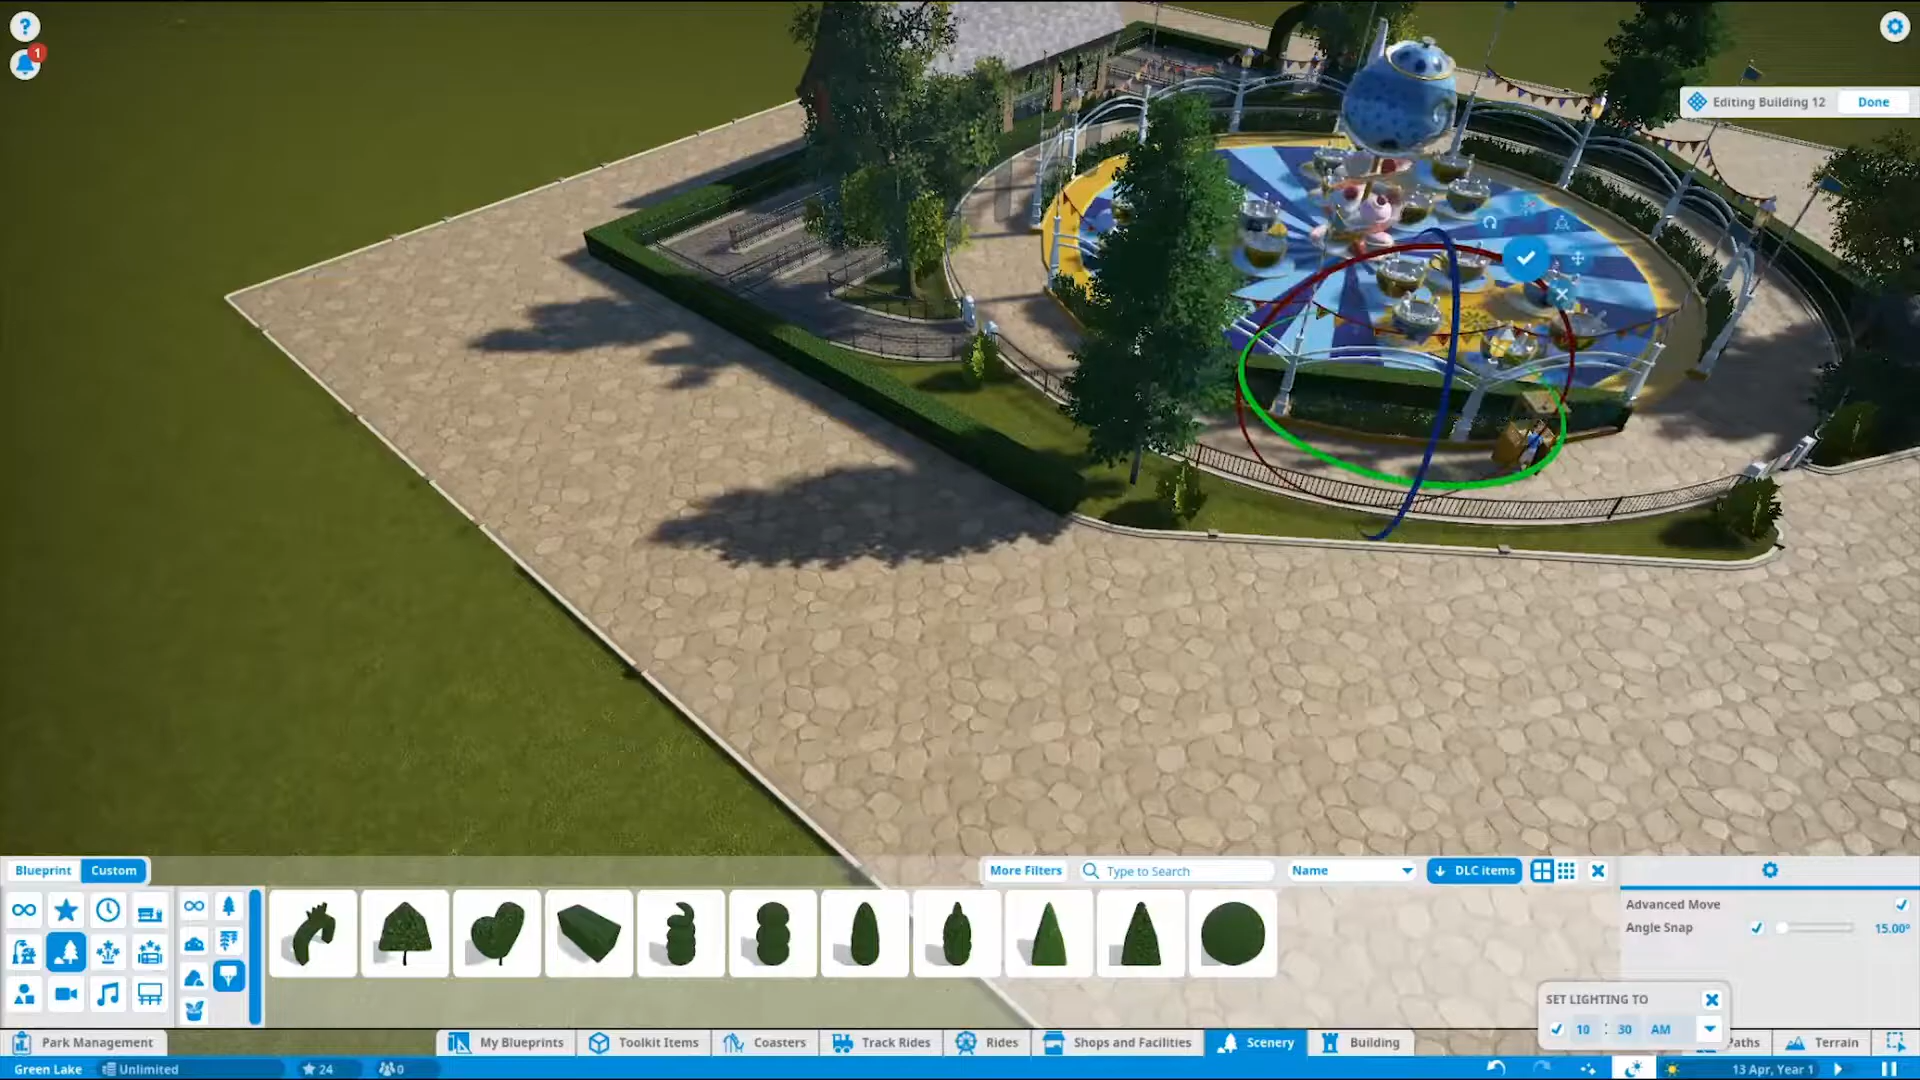 ?
1
Editing Building 12 Done
Blueprint Custom
More Filters Type to Search Name DLC items
Advanced Move
Angle Snap 15.00°
SET LIGHTING TO
10 : 30 AM
Park Management My Blueprints Toolkit Items Coasters Track Rides Rides Shops and Facilities Scenery Building Paths Terrain
Green Lake Unlimited 24 0 13 Apr, Year 1